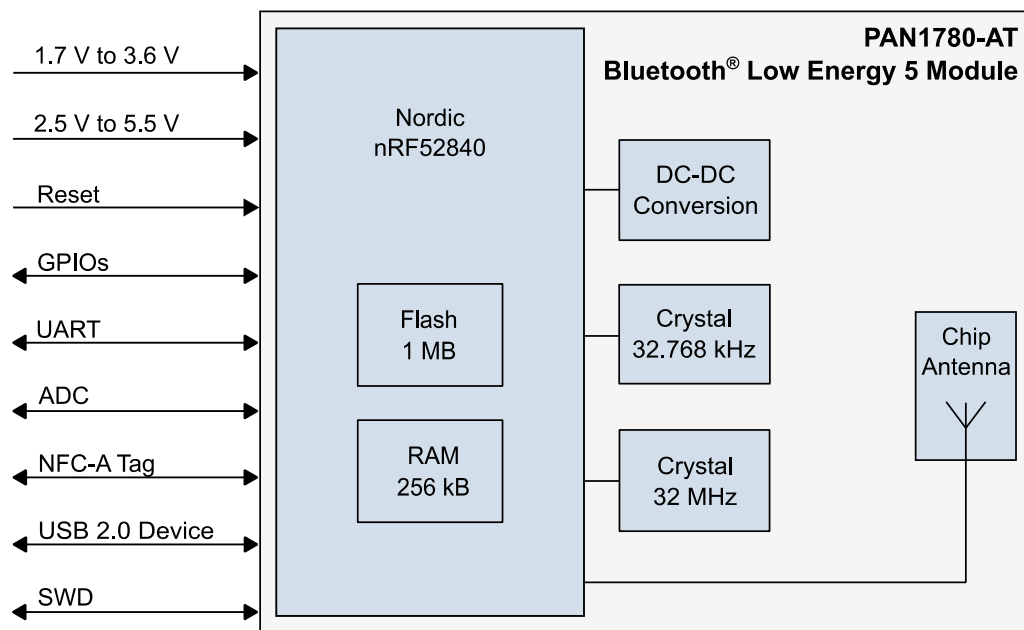 PAN1780-AT
Bluetooth® Low Energy 5 Module
1.7 V to 3.6 V
2.5 V to 5.5 V
Reset
GPIOs
UART
ADC
NFC-A Tag
USB 2.0 Device
SWD
Nordic
nRF52840
Flash
1 MB
RAM
256 kB
DC-DC
Conversion
Crystal
32.768 kHz
Crystal
32 MHz
Chip
Antenna